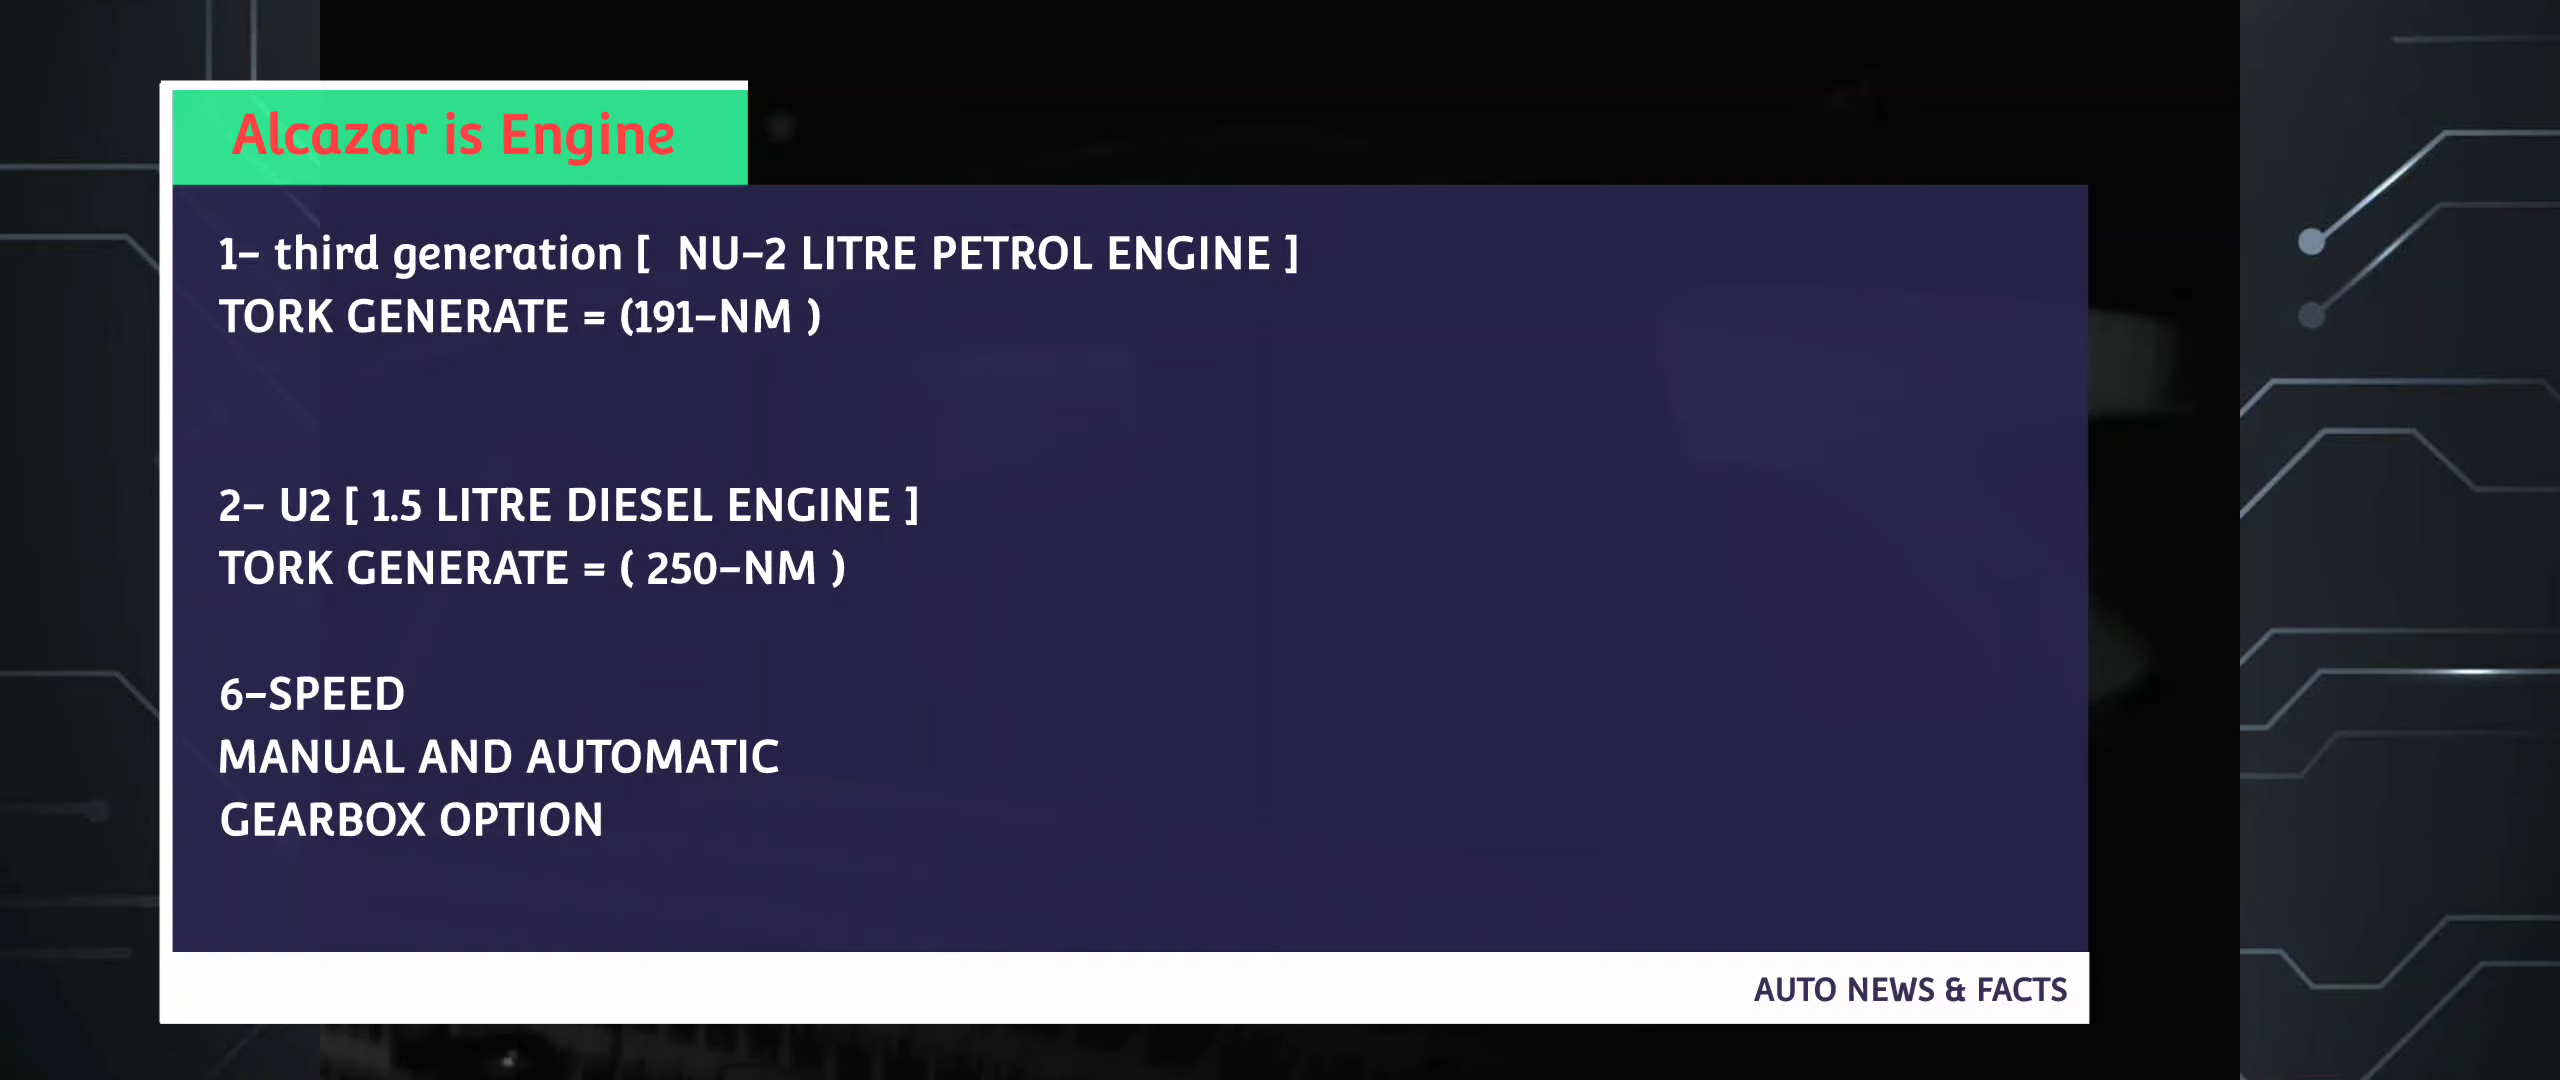 Alcazar is Engine
1- third generation [  NU-2 LITRE PETROL ENGINE ]
TORK GENERATE = (191-NM )
2- U2 [ 1.5 LITRE DIESEL ENGINE ]
TORK GENERATE = ( 250-NM )
6-SPEED
MANUAL AND AUTOMATIC
GEARBOX OPTION
AUTO NEWS & FACTS